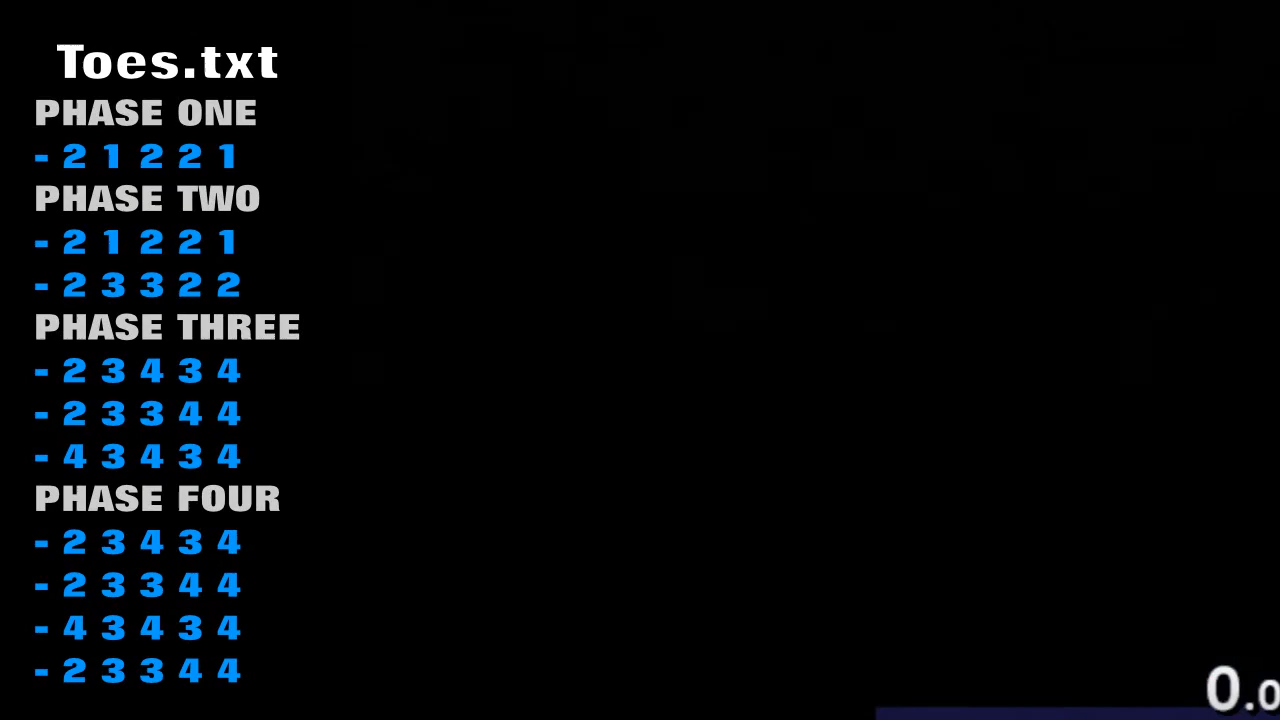 Toes.txt
PHASE ONE
- 2 1 2 2 1
PHASE TWO
- 2 1 2 2 1
- 2 3 3 2 2
PHASE THREE
- 2 3 4 3 4
- 2 3 3 4 4
- 4 3 4 3 4
PHASE FOUR
- 2 3 4 3 4
- 2 3 3 4 4
- 4 3 4 3 4
- 2 3 3 4 4
0.0